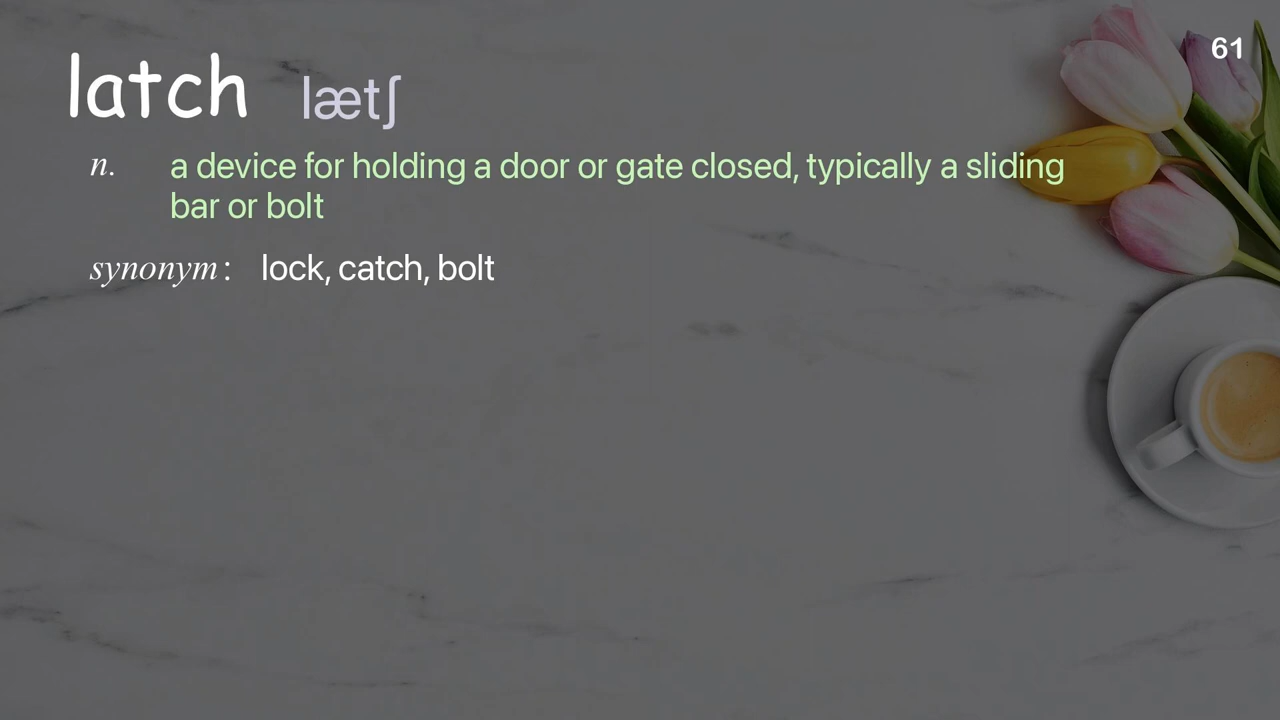 61
latch lætʃ
n. a device for holding a door or gate closed, typically a sliding
bar or bolt
synonym: lock, catch, bolt